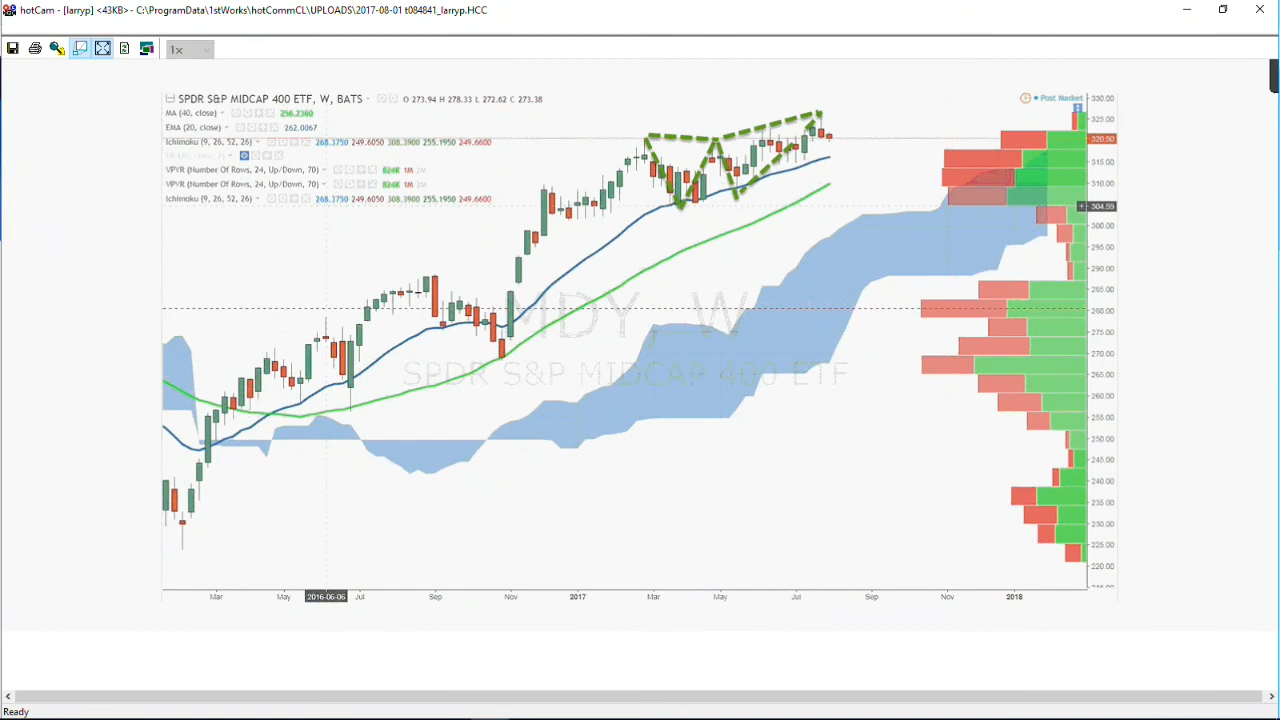 hotCam - [larryp] <43KB> - C:\ProgramData\1stWorks\hotCommCL\UPLOADS\2017-08-01 t084841_larryp.HCC
1x
SPDR S&P MIDCAP 400 ETF, W, BATS O 273.94 H 278.33 L 272.62 C 273.38
MA (40, close) 256.2360
EMA (20, close) 262.0067
Ichimoku (9, 26, 52, 26) 268.3750 249.6050 308.3900 255.1950 249.6600
VPVR (Number Of Rows, 24, Up/Down, 70) 824K 1M 2M
VPVR (Number Of Rows, 24, Up/Down, 70) 824K 1M 2M
Ichimoku (9, 26, 52, 26) 268.3750 249.6050 308.3900 255.1950 249.6600
Post Market
MDY, W
SPDR S&P MIDCAP 400 ETF
330.00
325.00
320.50
315.00
310.00
304.59
300.00
295.00
290.00
285.00
280.00
275.00
270.00
265.00
260.00
255.00
250.00
245.00
240.00
235.00
230.00
225.00
220.00
Mar May 2016-06-06 Jul Sep Nov 2017 Mar May Jul Sep Nov 2018
Ready